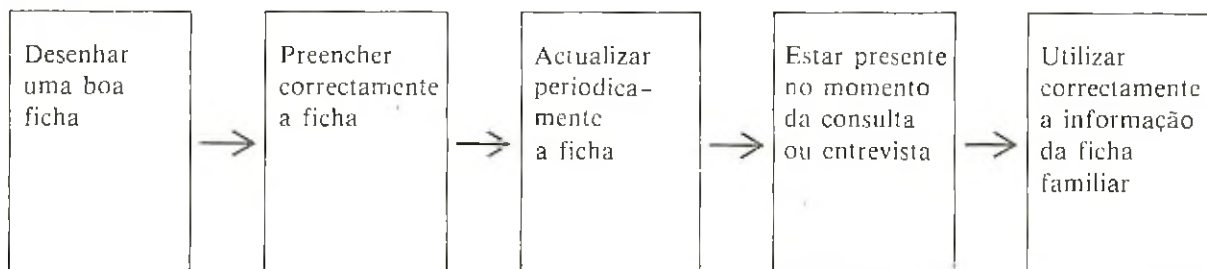 Desenhar
uma boa
ficha
Preencher
correctamente
a ficha
Actualizar
periodica-
mente
a ficha
Estar presente
no momento
da consulta
ou entrevista
Utilizar
correctamente
a informação
da ficha
familiar